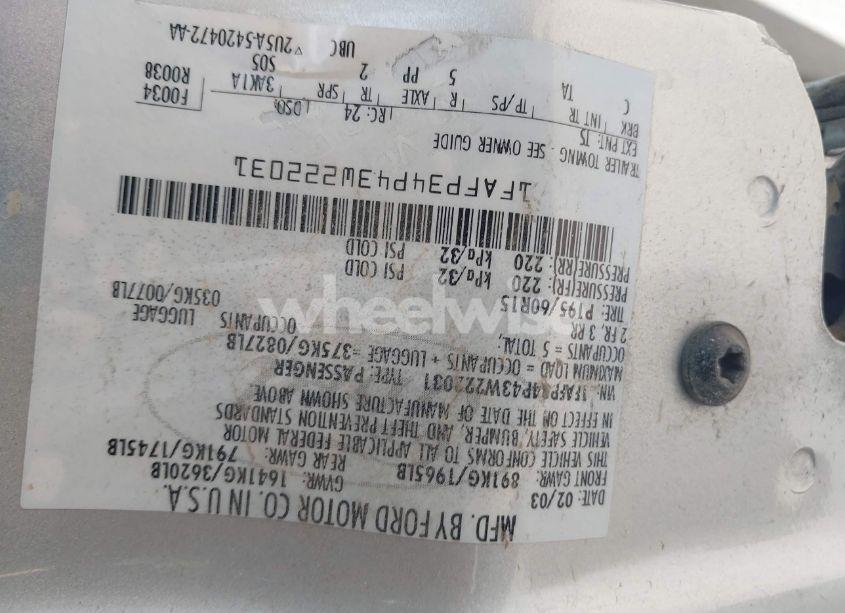 MFD. BY FORD MOTOR CO. IN U.S.A.
DATE: 02/03 GVWR: 1641KG/3620LB
FRONT GAWR: 891KG/1965LB REAR GAWR: 791KG/1745LB
THIS VEHICLE CONFORMS TO ALL APPLICABLE FEDERAL MOTOR
VEHICLE SAFETY, BUMPER, AND THEFT PREVENTION STANDARDS
IN EFFECT ON THE DATE OF MANUFACTURE SHOWN ABOVE
VIN: 1FAFP34P43W222031 TYPE: PASSENGER
MAXIMUM LOAD = OCCUPANTS + LUGGAGE = 375KG/0827LB
OCCUPANTS = 5 TOTAL, OCCUPANTS LUGGAGE
2 FR, 3 RR 035KG/0077LB
TIRE: P195/60R15
PRESSURE(FR): 220 kPa/32 PSI COLD
PRESSURE(RR): 220 kPa/32 PSI COLD
1FAFP34P43W222031
TRAILER TOWING - SEE OWNER GUIDE
EXT PNT: TS RC: 24 DSO: F0034
BRK INT TR TP/PS R AXLE TR SPR 3AK1A R0038
C TA 5 PP 2 S05
UBC ▽2U5A-5420472-AA
wheelwise